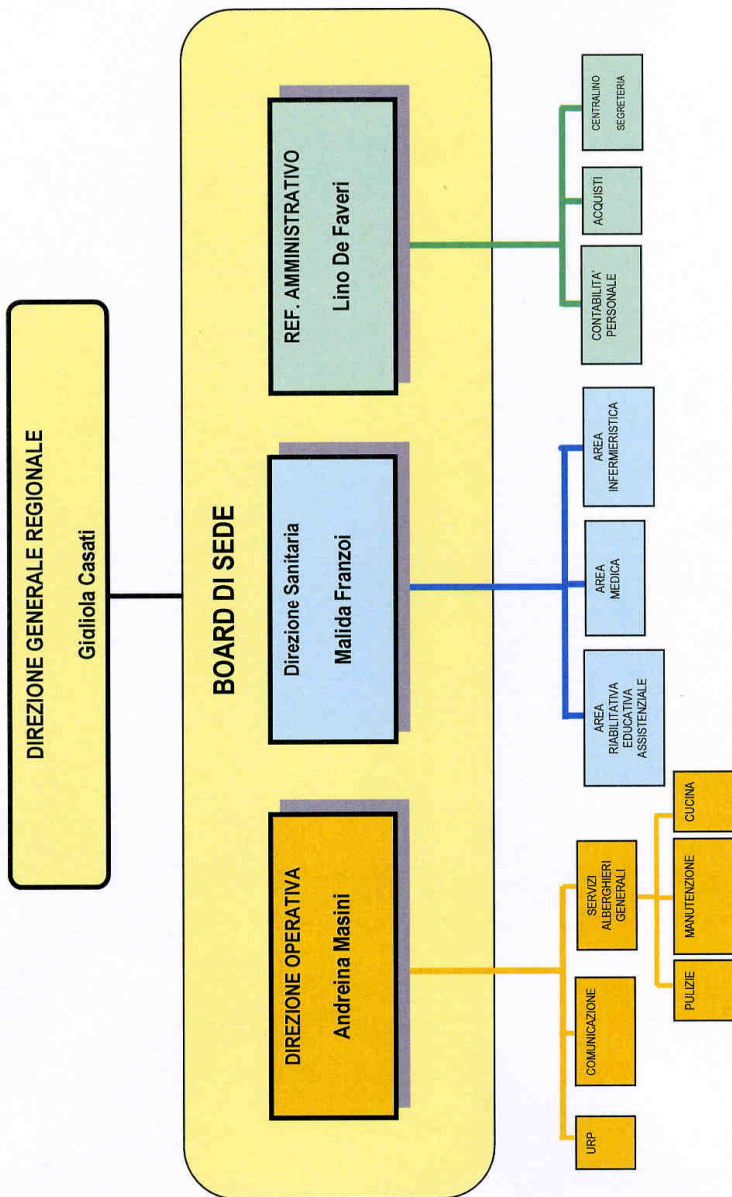 DIREZIONE GENERALE REGIONALE
Gigliola Casati
BOARD DI SEDE
DIREZIONE OPERATIVA
Andreina Masini
Direzione Sanitaria
Malida Franzoi
REF. AMMINISTRATIVO
Lino De Faveri
URP
COMUNICAZIONE
SERVIZI
ALBERGHIERI
GENERALI
PULIZIE
MANUTENZIONE
CUCINA
AREA
RIABILITATIVA
EDUCATIVA
ASSISTENZIALE
AREA
MEDICA
AREA
INFERMIERISTICA
CONTABILITA'
PERSONALE
ACQUISTI
CENTRALINO
SEGRETERIA